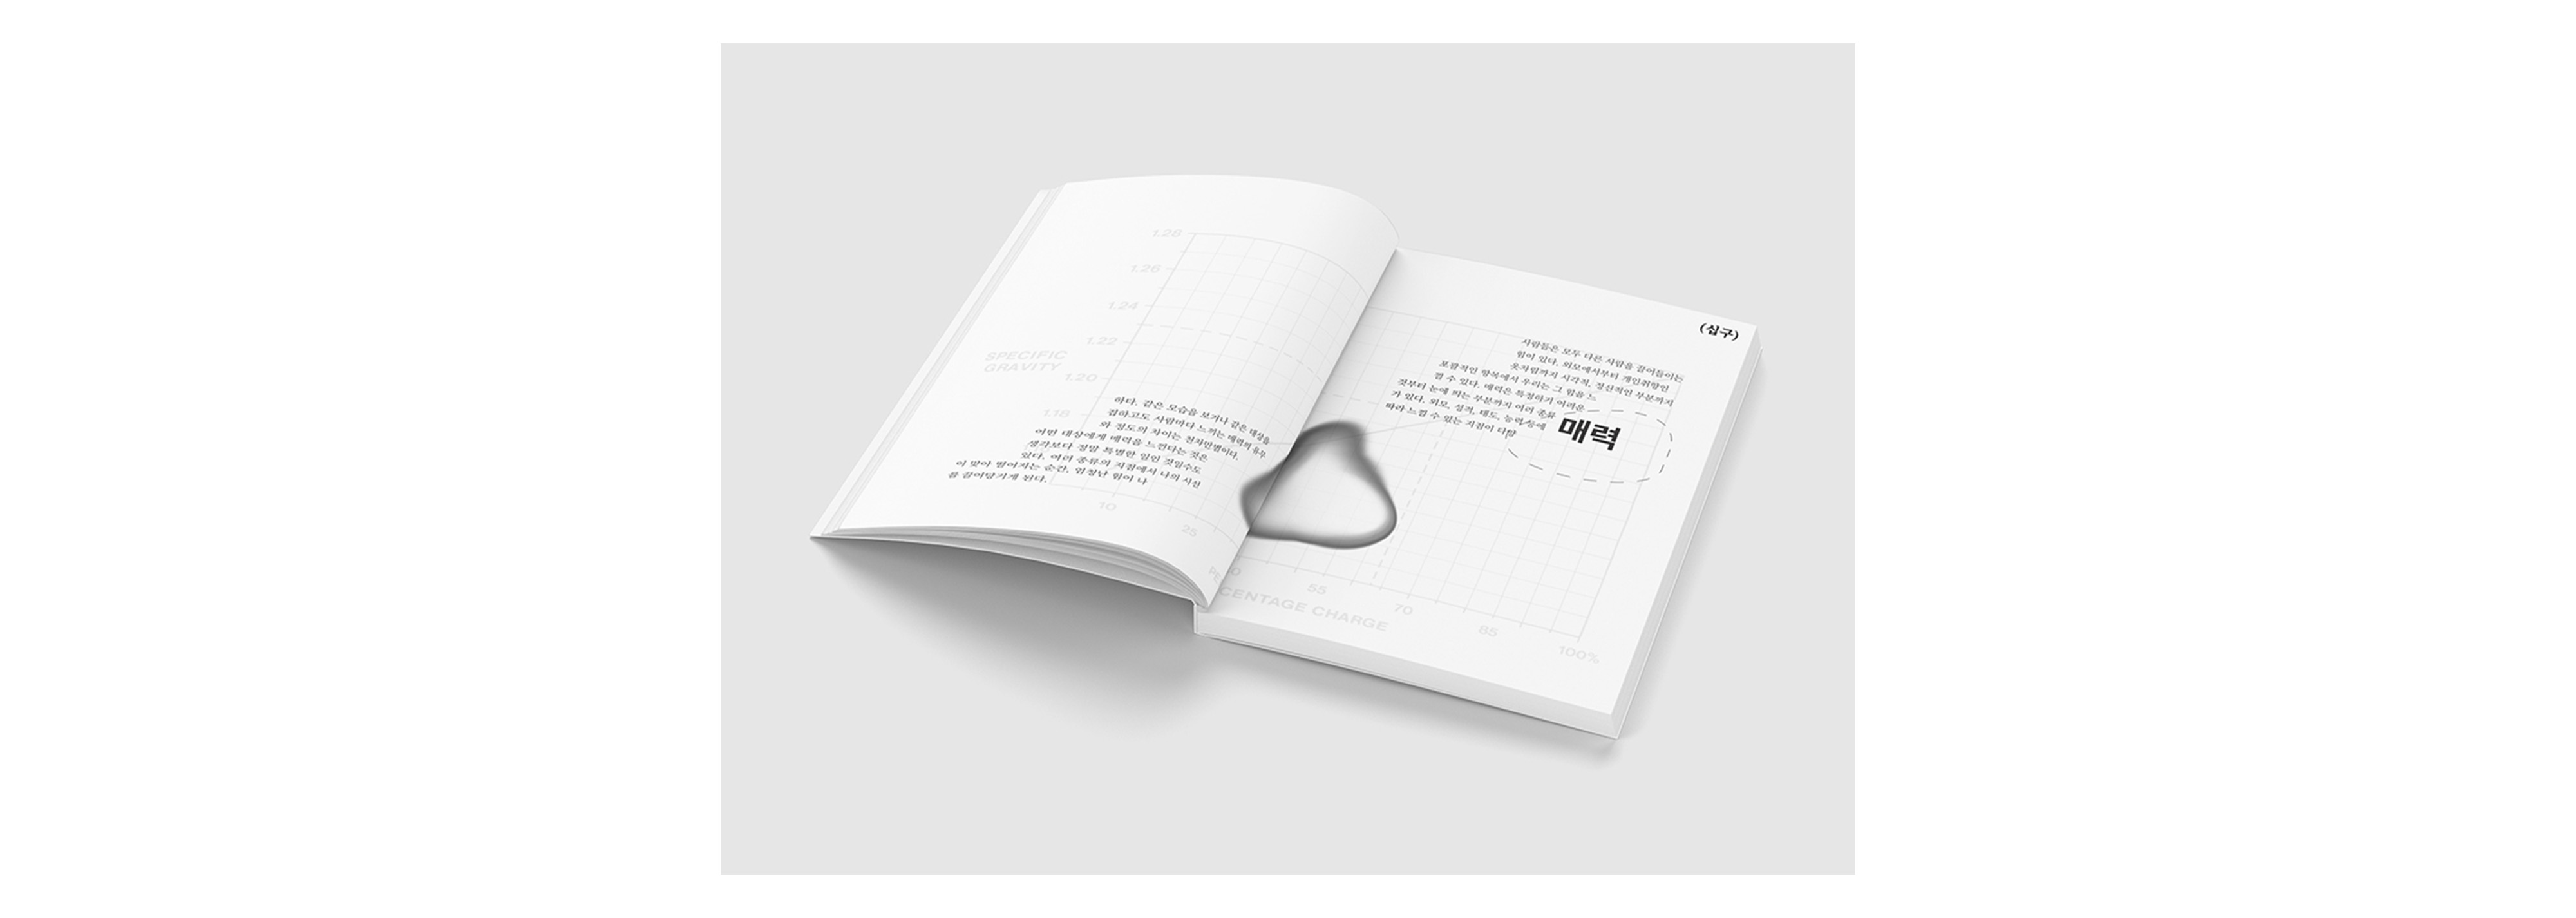 1.28
1.26
1.24
1.22
SPECIFIC
GRAVITY
1.20
1.18
하다. 같은 모습을 보거나 같은 대상을
접하고도 사람마다 느끼는 매력의 유무
와 정도의 차이는 천차만별이다.
어떤 대상에게 매력을 느낀다는 것은
생각보다 정말 특별한 일인 것일수도
있다. 여러 종류의 지점에서 나의 시선
이 맞아 떨어지는 순간, 엄청난 힘이 나
를 끌어당기게 된다.
10
25
(십구)
사람들은 모두 다른 사람을 끌어들이는
힘이 있다. 외모에서부터 개인취향인
옷차림까지 시각적, 정신적인 부분까지
포괄적인 항목에서 우리는 그 힘을 느
낄 수 있다. 매력은 특정하기 어려운
것부터 눈에 띄는 부분까지 여러 종류
가 있다. 외모, 성격, 태도, 능력 등에
따라 느낄 수 있는 지점이 다양
매력
55
70
85
100%
CENTAGE CHARGE